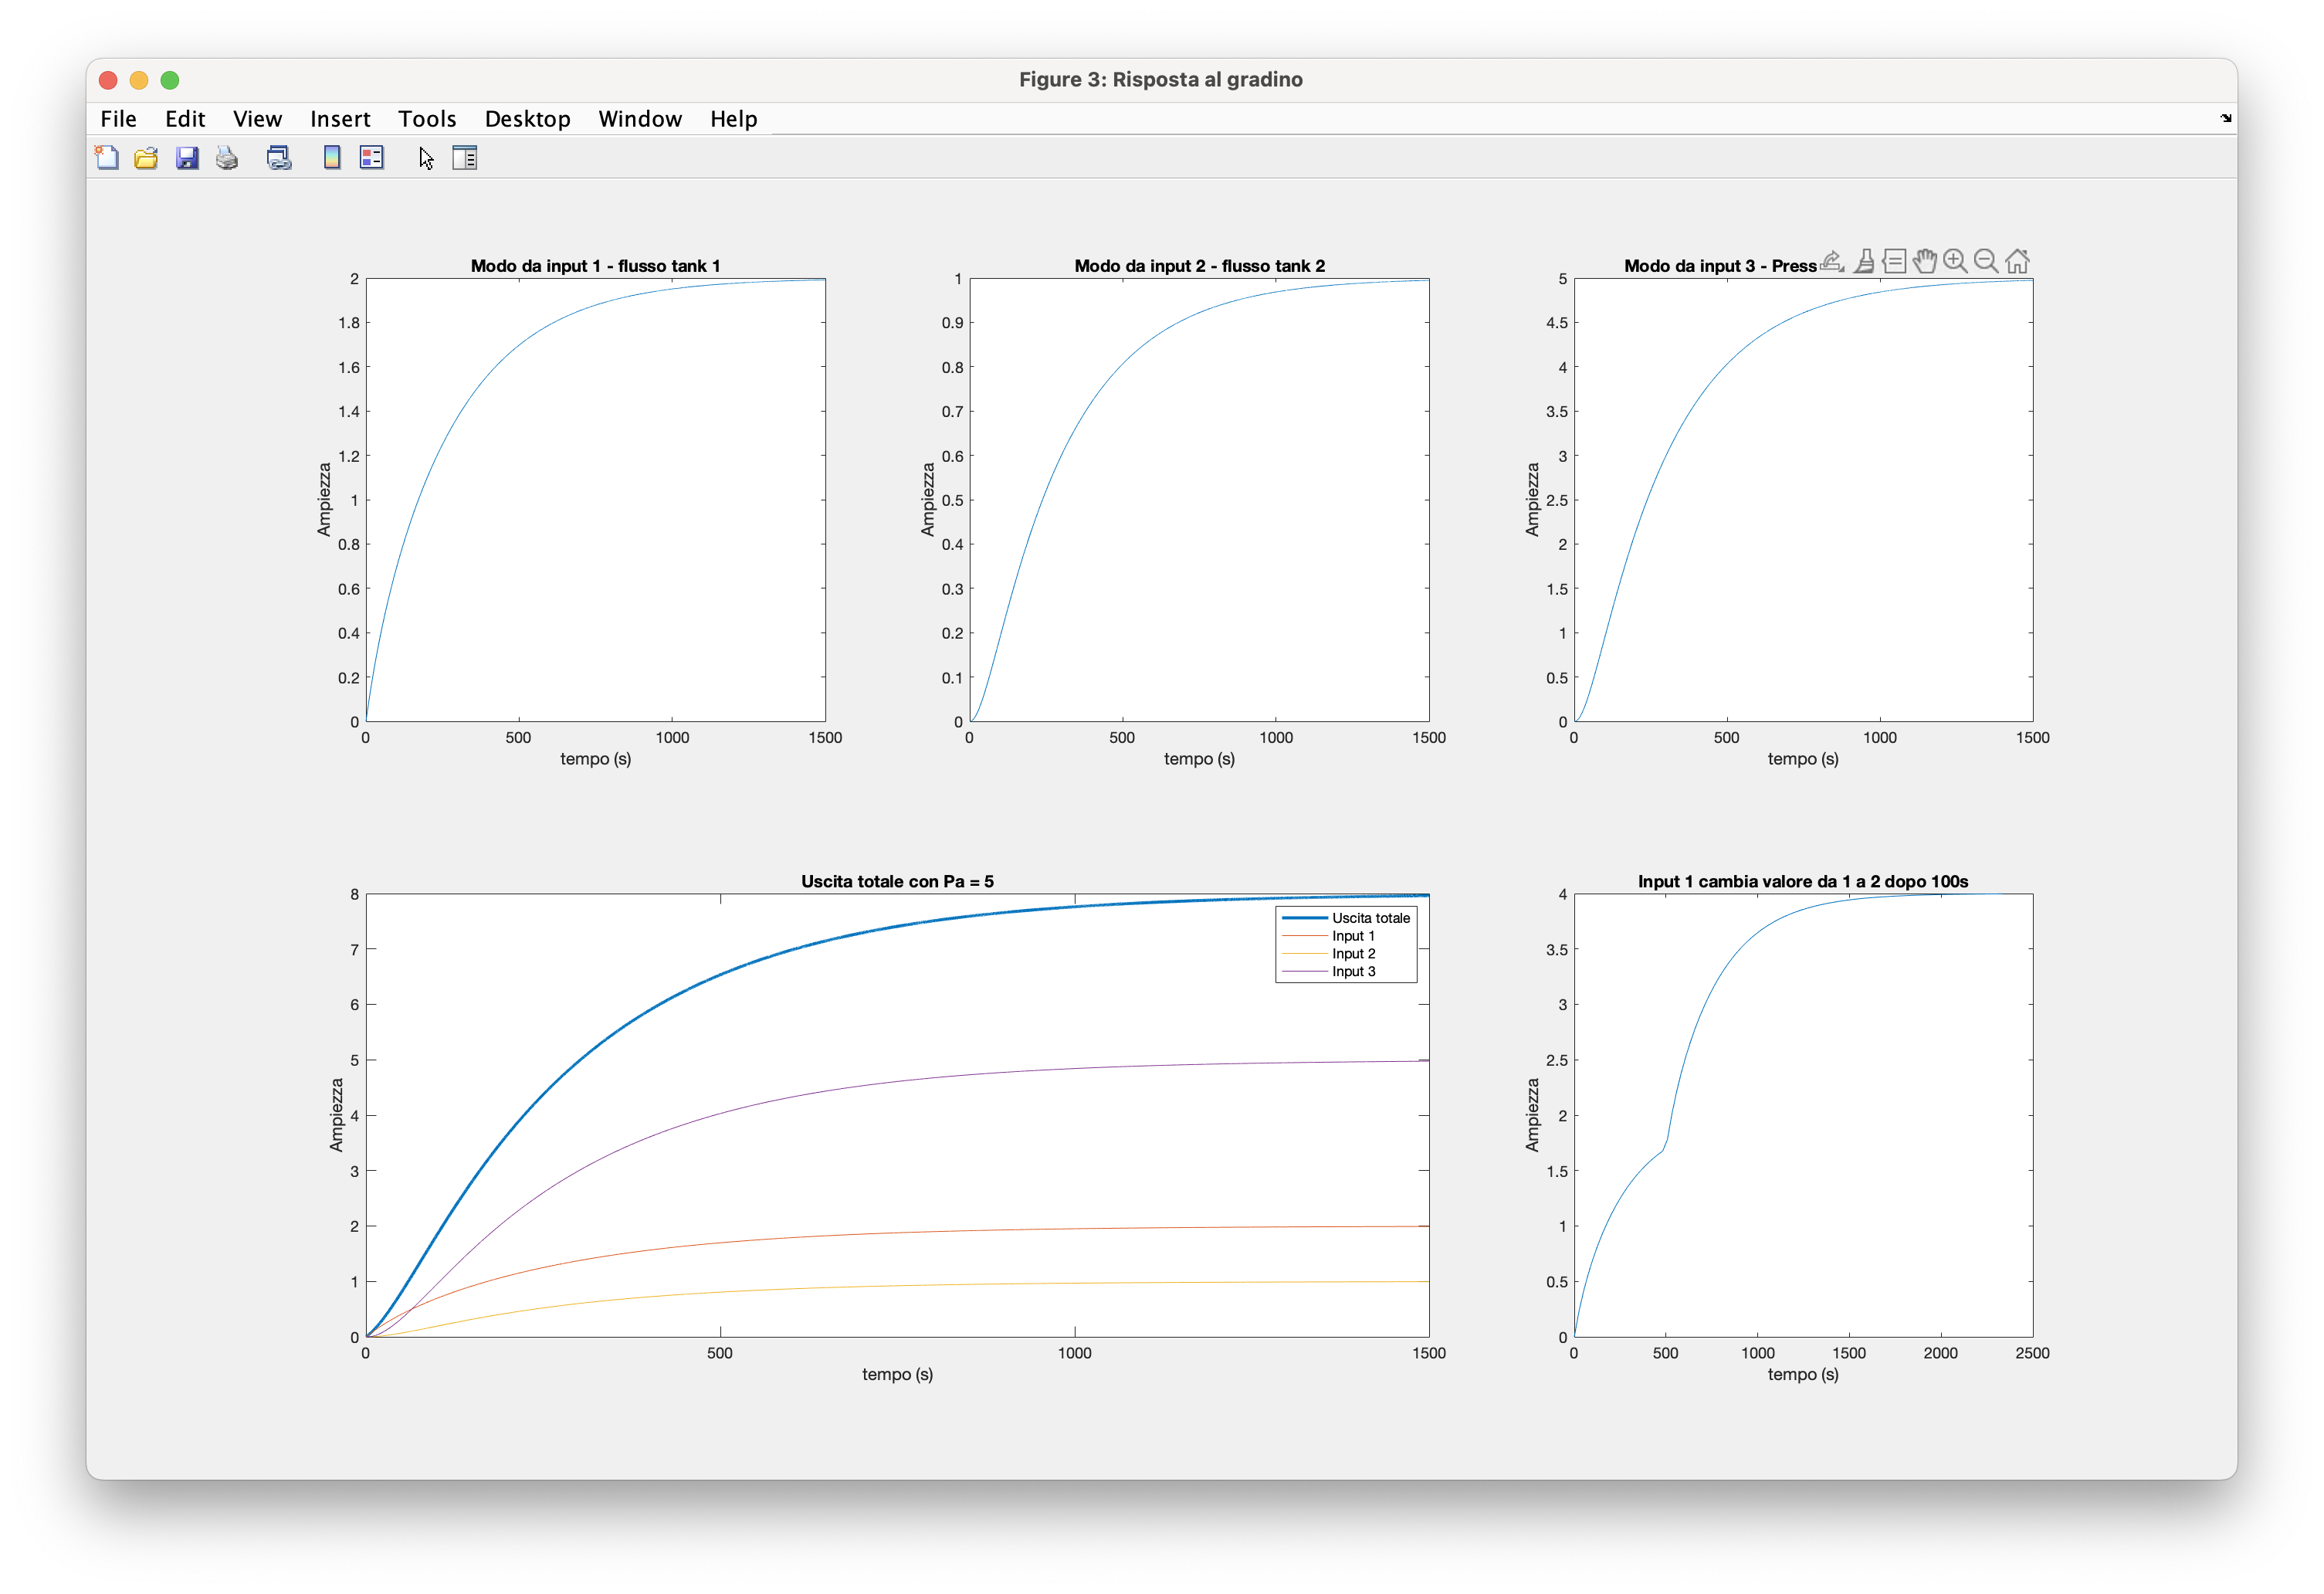 Figure 3: Risposta al gradino
File Edit View Insert Tools Desktop Window Help
Modo da input 1 - flusso tank 1
2
1.8
1.6
1.4
1.2
1
0.8
0.6
0.4
0.2
0
Ampiezza
0 500 1000 1500
tempo (s)
Modo da input 2 - flusso tank 2
1
0.9
0.8
0.7
0.6
0.5
0.4
0.3
0.2
0.1
0
Ampiezza
0 500 1000 1500
tempo (s)
Modo da input 3 - Press
5
4.5
4
3.5
3
2.5
2
1.5
1
0.5
0
Ampiezza
0 500 1000 1500
tempo (s)
Uscita totale con Pa = 5
8
7
6
5
4
3
2
1
0
Ampiezza
Uscita totale
Input 1
Input 2
Input 3
0 500 1000 1500
tempo (s)
Input 1 cambia valore da 1 a 2 dopo 100s
4
3.5
3
2.5
2
1.5
1
0.5
0
Ampiezza
0 500 1000 1500 2000 2500
tempo (s)